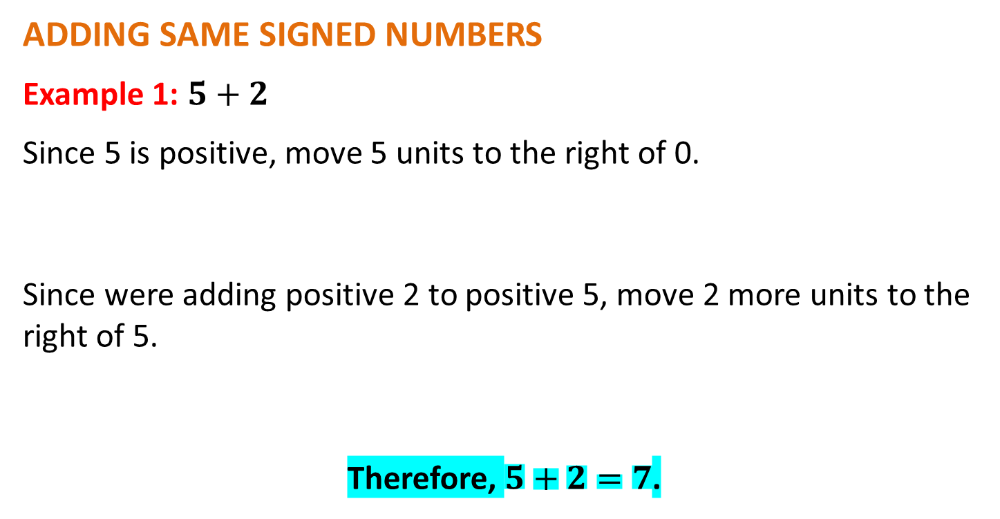 ADDING SAME SIGNED NUMBERS
Example 1: 5 + 2
Since 5 is positive, move 5 units to the right of 0.
Since were adding positive 2 to positive 5, move 2 more units to the
right of 5.
Therefore, 5 + 2 = 7.